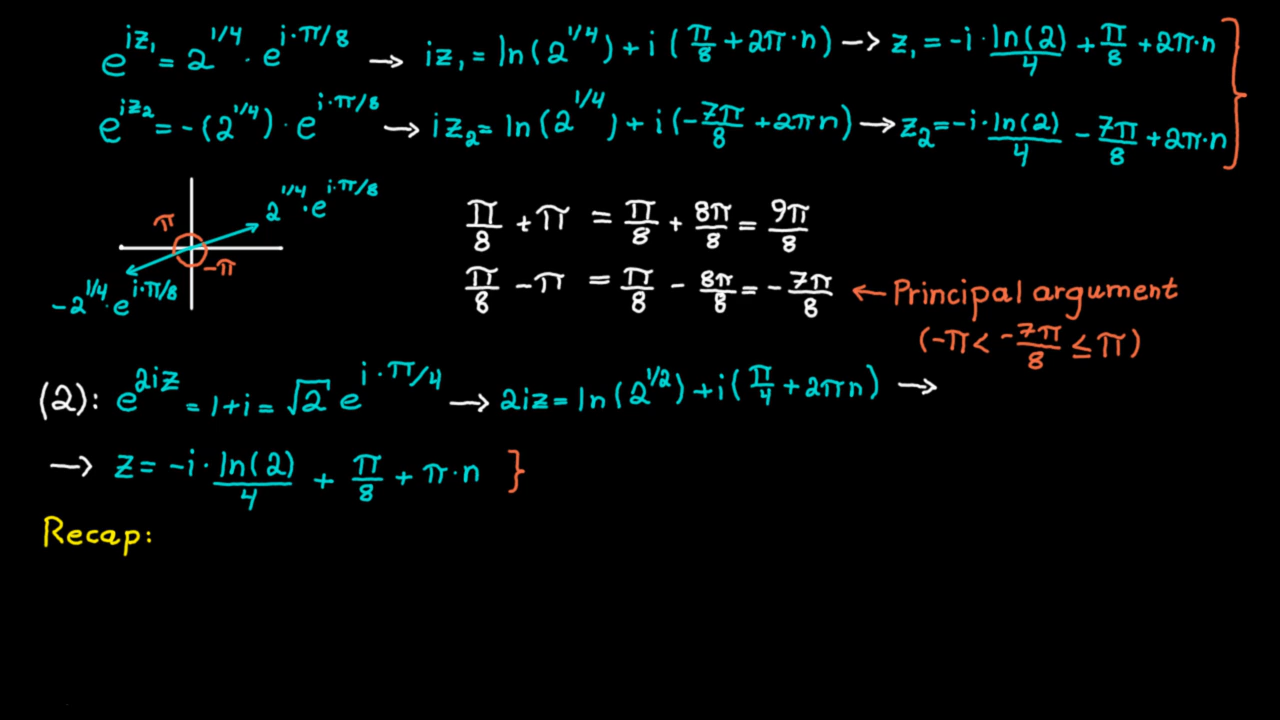 e^{iz₁} = 2^{1/4} · e^{i·π/8} → iz₁ = ln(2^{1/4}) + i(π/8 + 2π·n) → z₁ = -i · ln(2)/4 + π/8 + 2π·n }
e^{iz₂} = -(2^{1/4}) · e^{i·π/8} → iz₂ = ln(2^{1/4}) + i(-7π/8 + 2πn) → z₂ = -i · ln(2)/4 - 7π/8 + 2π·n
2^{1/4} · e^{i·π/8}
π
-π
-2^{1/4} · e^{i·π/8}
π/8 + π = π/8 + 8π/8 = 9π/8
π/8 - π = π/8 - 8π/8 = -7π/8 ← Principal argument
(-π < -7π/8 ≤ π)
(2): e^{2iz} = 1+i = √2 e^{i·π/4} → 2iz = ln(2^{1/2}) + i(π/4 + 2πn) →
→ z = -i · ln(2)/4 + π/8 + π·n }
Recap: